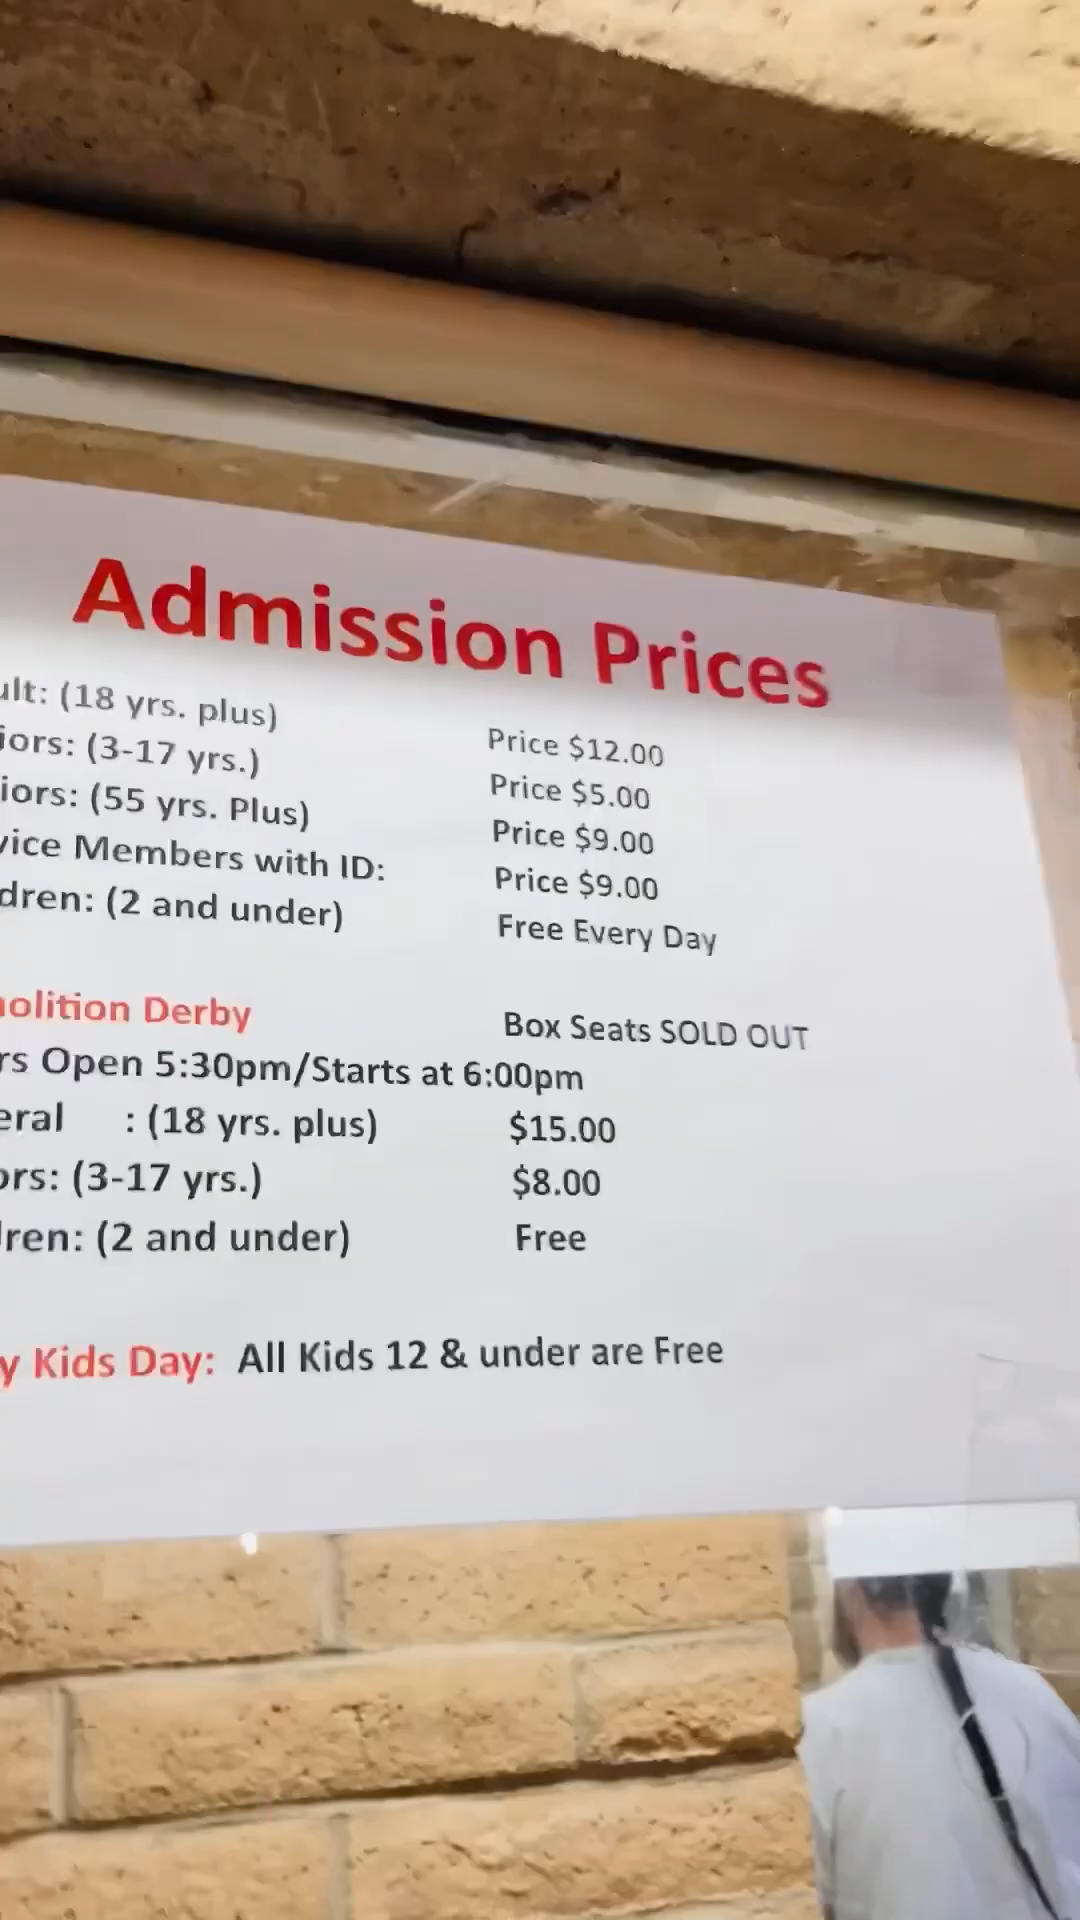 Admission Prices
ult: (18 yrs. plus) Price $12.00
iors: (3-17 yrs.) Price $5.00
iors: (55 yrs. Plus) Price $9.00
vice Members with ID: Price $9.00
dren: (2 and under) Free Every Day
olition Derby Box Seats SOLD OUT
rs Open 5:30pm/Starts at 6:00pm
eral : (18 yrs. plus) $15.00
ors: (3-17 yrs.) $8.00
ren: (2 and under) Free
y Kids Day: All Kids 12 & under are Free